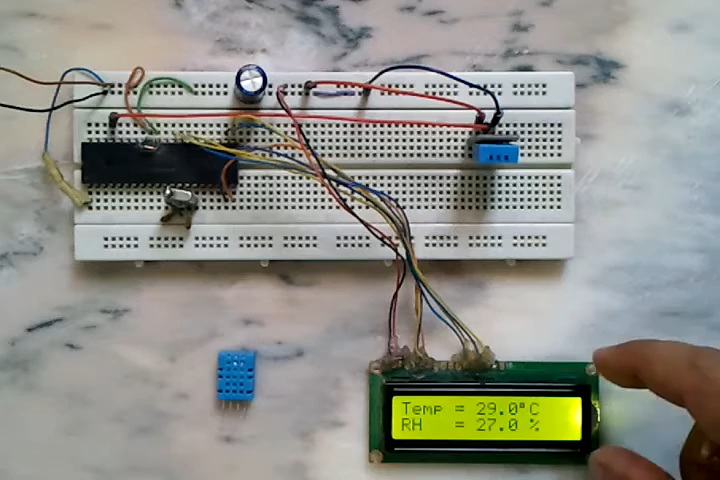 Temp = 29.0°C
RH   = 27.0 %